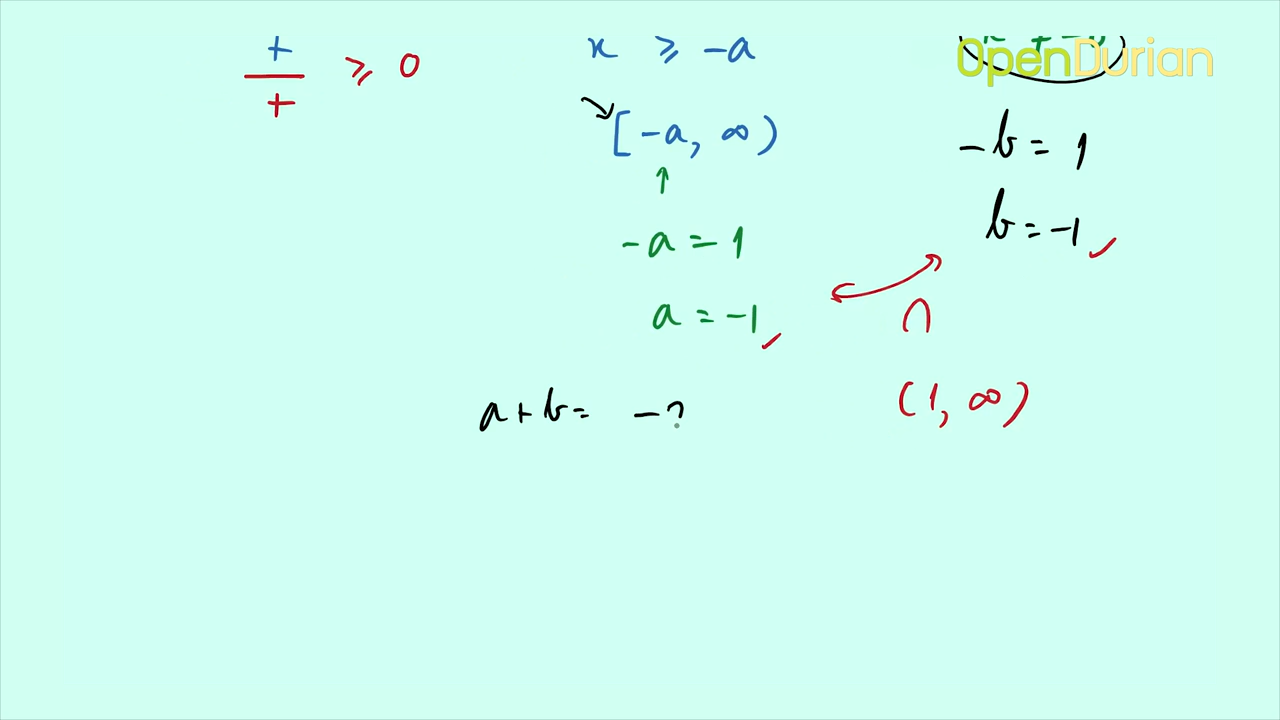 OpenDurian
+
+
≥ 0
x ≥ -a
[-a, ∞)
↑
-a = 1
a = -1 ✓
-b = 1
b = -1 ✓
∩
(1, ∞)
a+b = -2